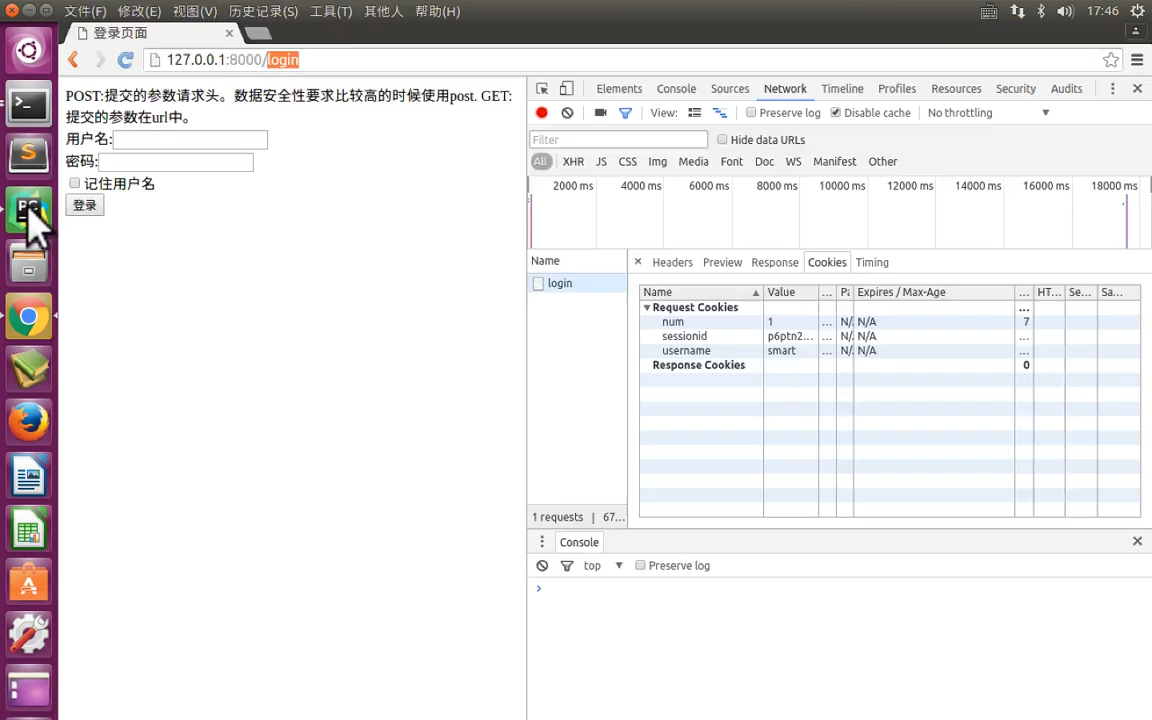 文件(F) 修改(E) 视图(V) 历史记录(S) 工具(T) 其他人 帮助(H) 17:46
登录页面
127.0.0.1:8000/login
POST:提交的参数请求头。数据安全性要求比较高的时候使用post. GET:
提交的参数在url中。
用户名:
密码:
记住用户名
登录
Elements Console Sources Network Timeline Profiles Resources Security Audits
View: Preserve log Disable cache No throttling
Filter Hide data URLs
All XHR JS CSS Img Media Font Doc WS Manifest Other
2000 ms 4000 ms 6000 ms 8000 ms 10000 ms 12000 ms 14000 ms 16000 ms 18000 ms
Name
login
1 requests | 67...
Headers Preview Response Cookies Timing
Name Value ... Pa Expires / Max-Age ... HT... Se... Sa...
Request Cookies ...
num 1 ... N/ N/A 7
sessionid p6ptn2... ... N/ N/A ...
username smart ... N/ N/A ...
Response Cookies 0
Console
top Preserve log